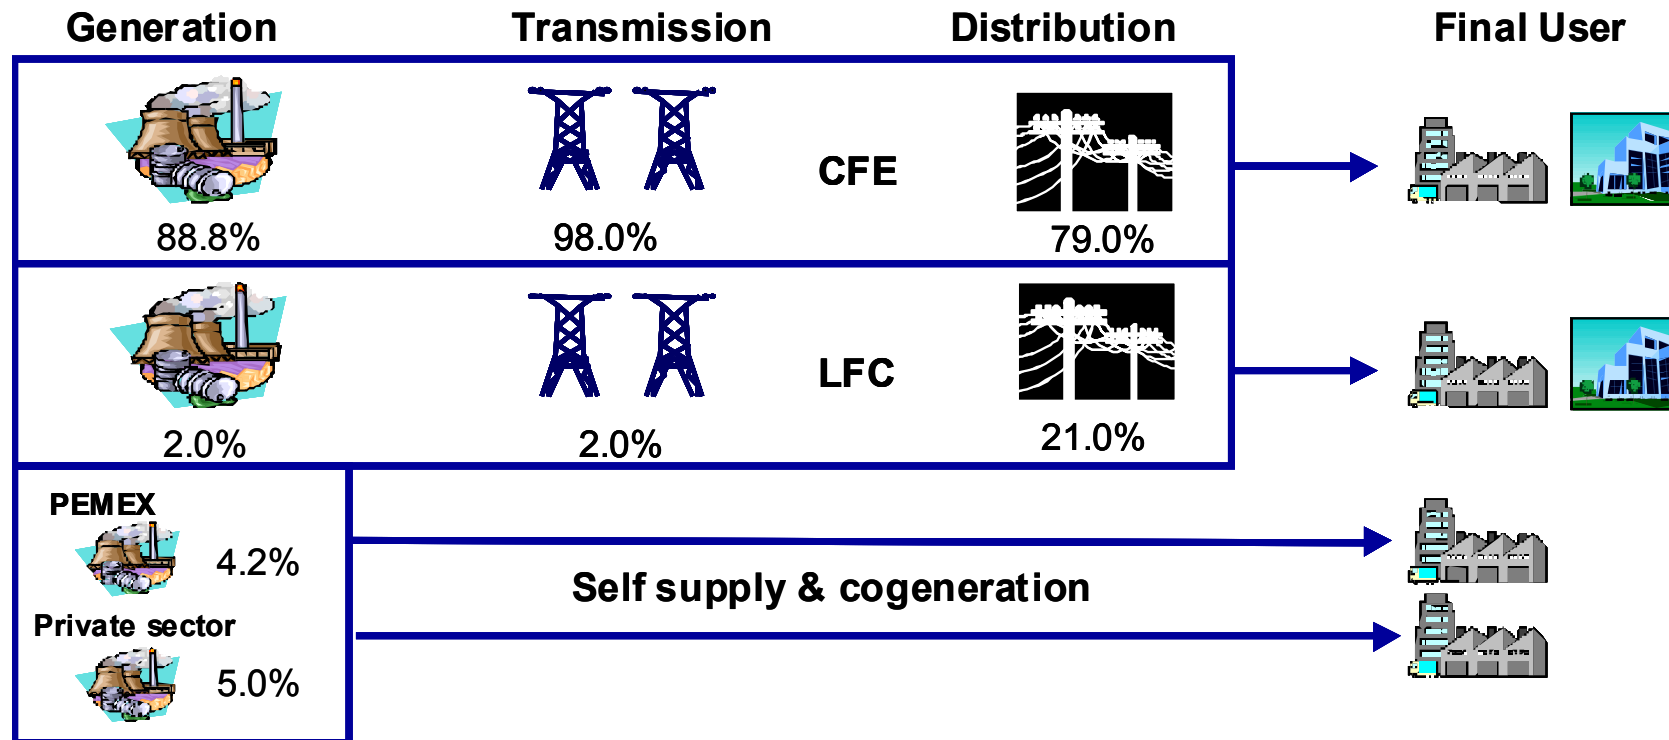 Generation Transmission Distribution Final User
CFE
88.8% 98.0% 79.0%
LFC
2.0% 2.0% 21.0%
PEMEX
4.2%
Self supply & cogeneration
Private sector
5.0%